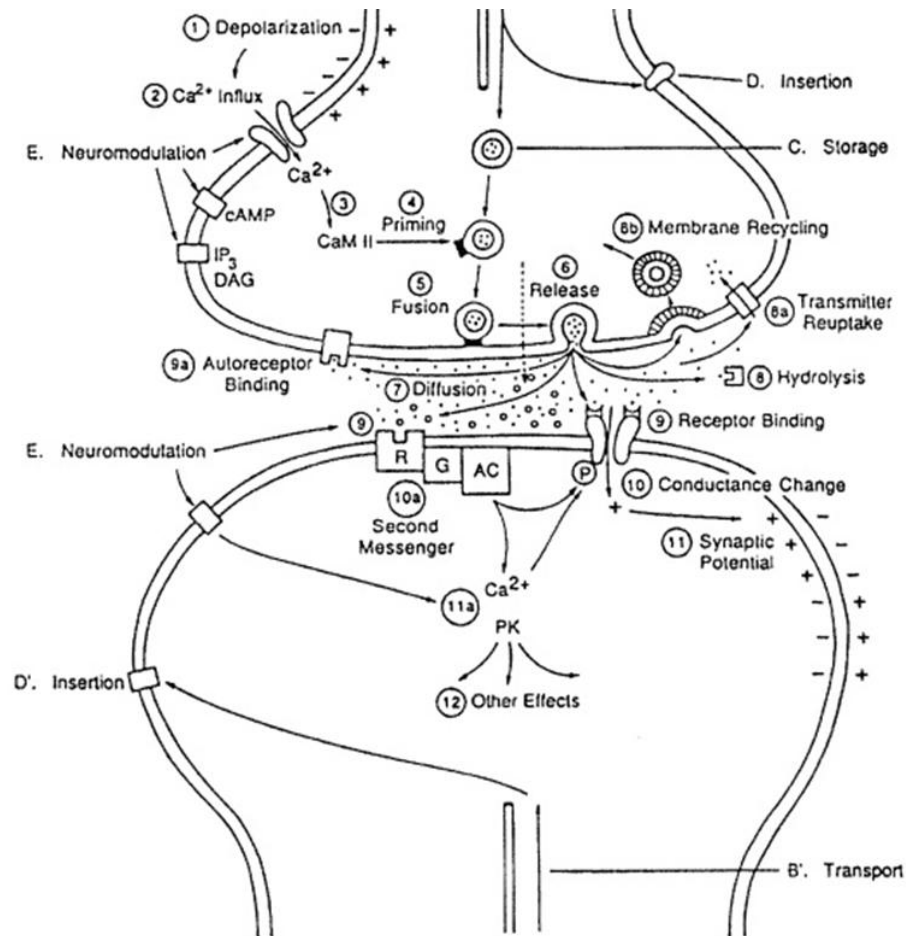 ① Depolarization
② Ca²⁺ Influx
D. Insertion
E. Neuromodulation
C. Storage
Ca²⁺
③
④
Priming
cAMP
CaM II
⑧b Membrane Recycling
IP₃
DAG
⑤
Fusion
⑥
Release
⑧a Transmitter
Reuptake
⑨a Autoreceptor
Binding
⑦ Diffusion
⑧ Hydrolysis
⑨
⑨ Receptor Binding
E. Neuromodulation
R
G
AC
P
⑩a
Second
Messenger
⑩ Conductance Change
⑪ Synaptic
Potential
Ca²⁺
⑪a
PK
⑫ Other Effects
D'. Insertion
B'. Transport